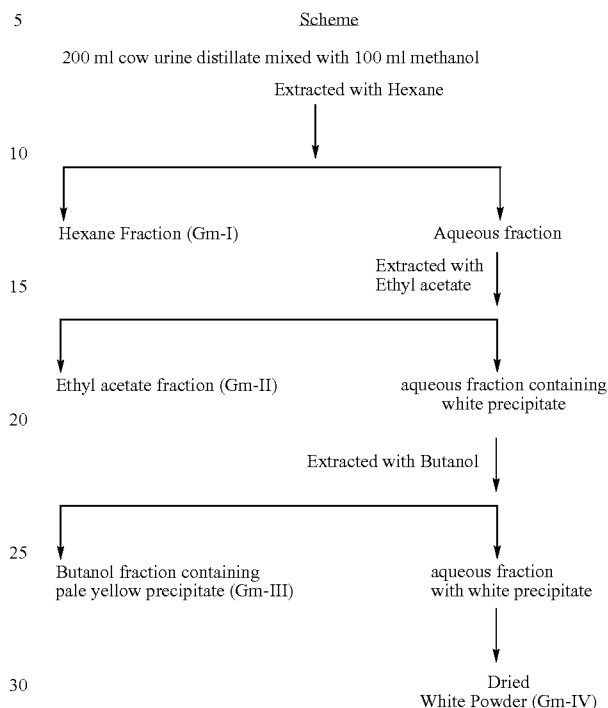 5 Scheme
200 ml cow urine distillate mixed with 100 ml methanol
Extracted with Hexane
10
Hexane Fraction (Gm-I)
Aqueous fraction
Extracted with
Ethyl acetate
15
Ethyl acetate fraction (Gm-II)
aqueous fraction containing
white precipitate
20
Extracted with Butanol
25
Butanol fraction containing
pale yellow precipitate (Gm-III)
aqueous fraction
with white precipitate
30
Dried
White Powder (Gm-IV)